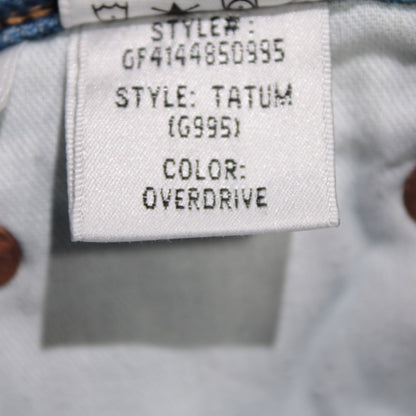 STYLE#:
GF4144850995
STYLE: TATUM
(G995)
COLOR:
OVERDRIVE